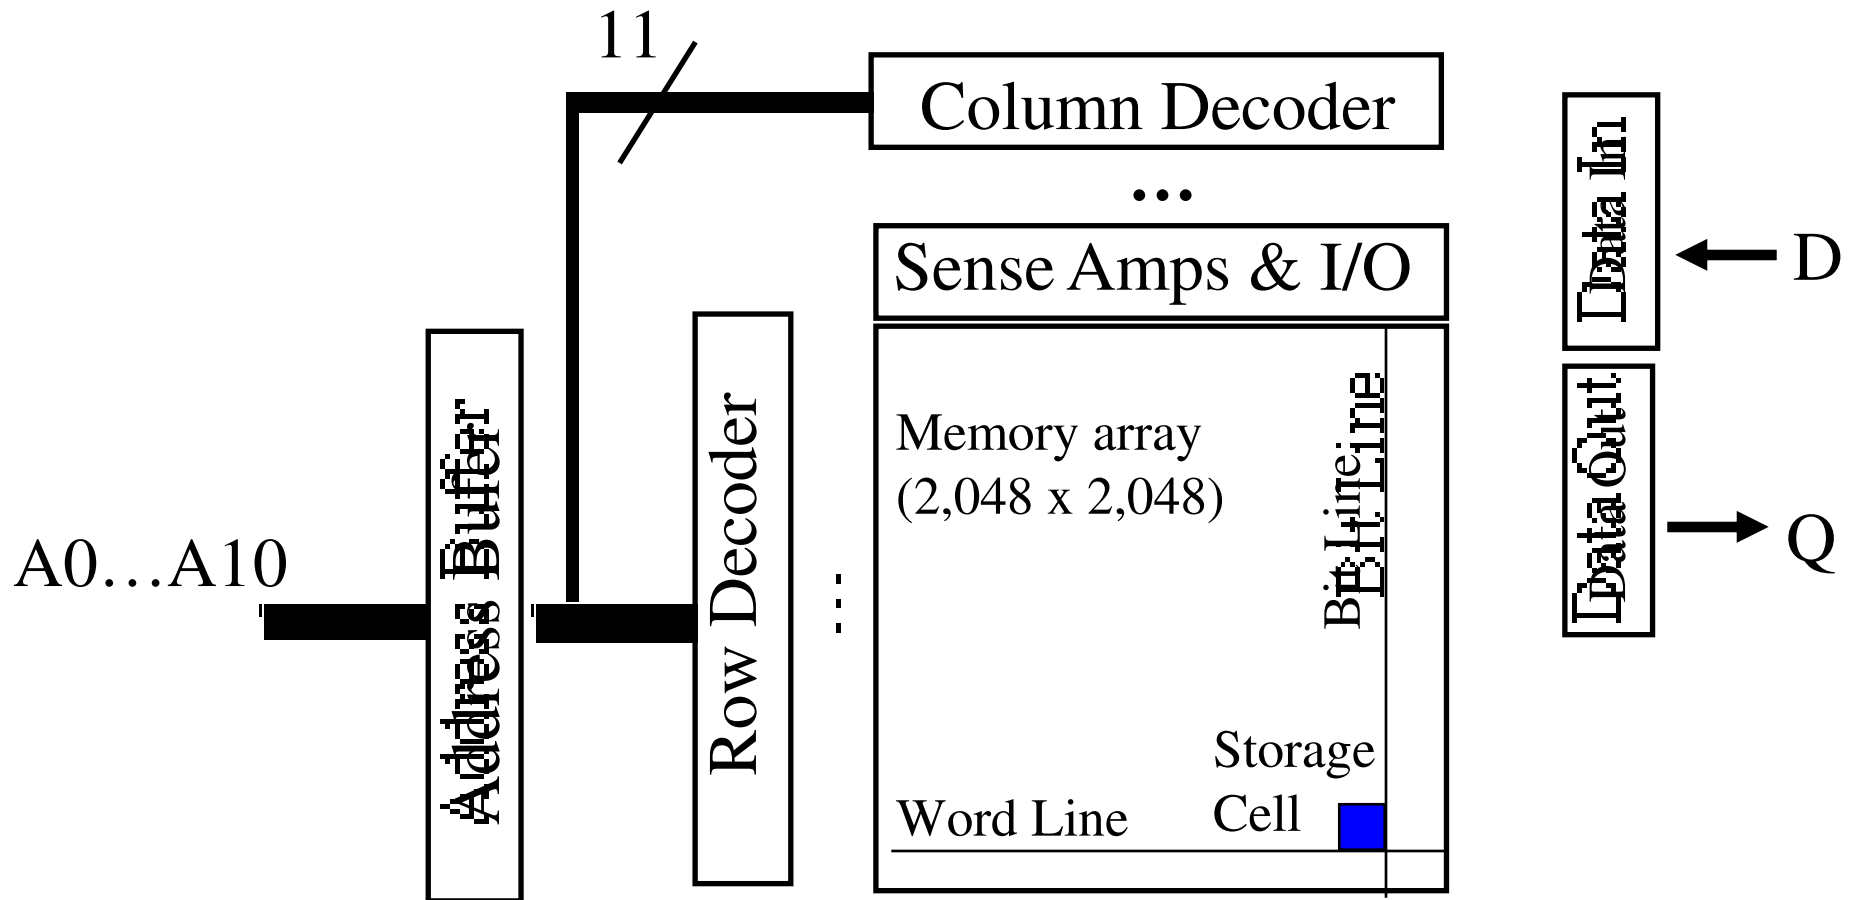 11
Column Decoder
...
Sense Amps & I/O
Data In
D
Address Buffer
Row Decoder
Memory array
(2,048 x 2,048)
Bit Line
Data Out
A0…A10
Q
Storage
Cell
Word Line